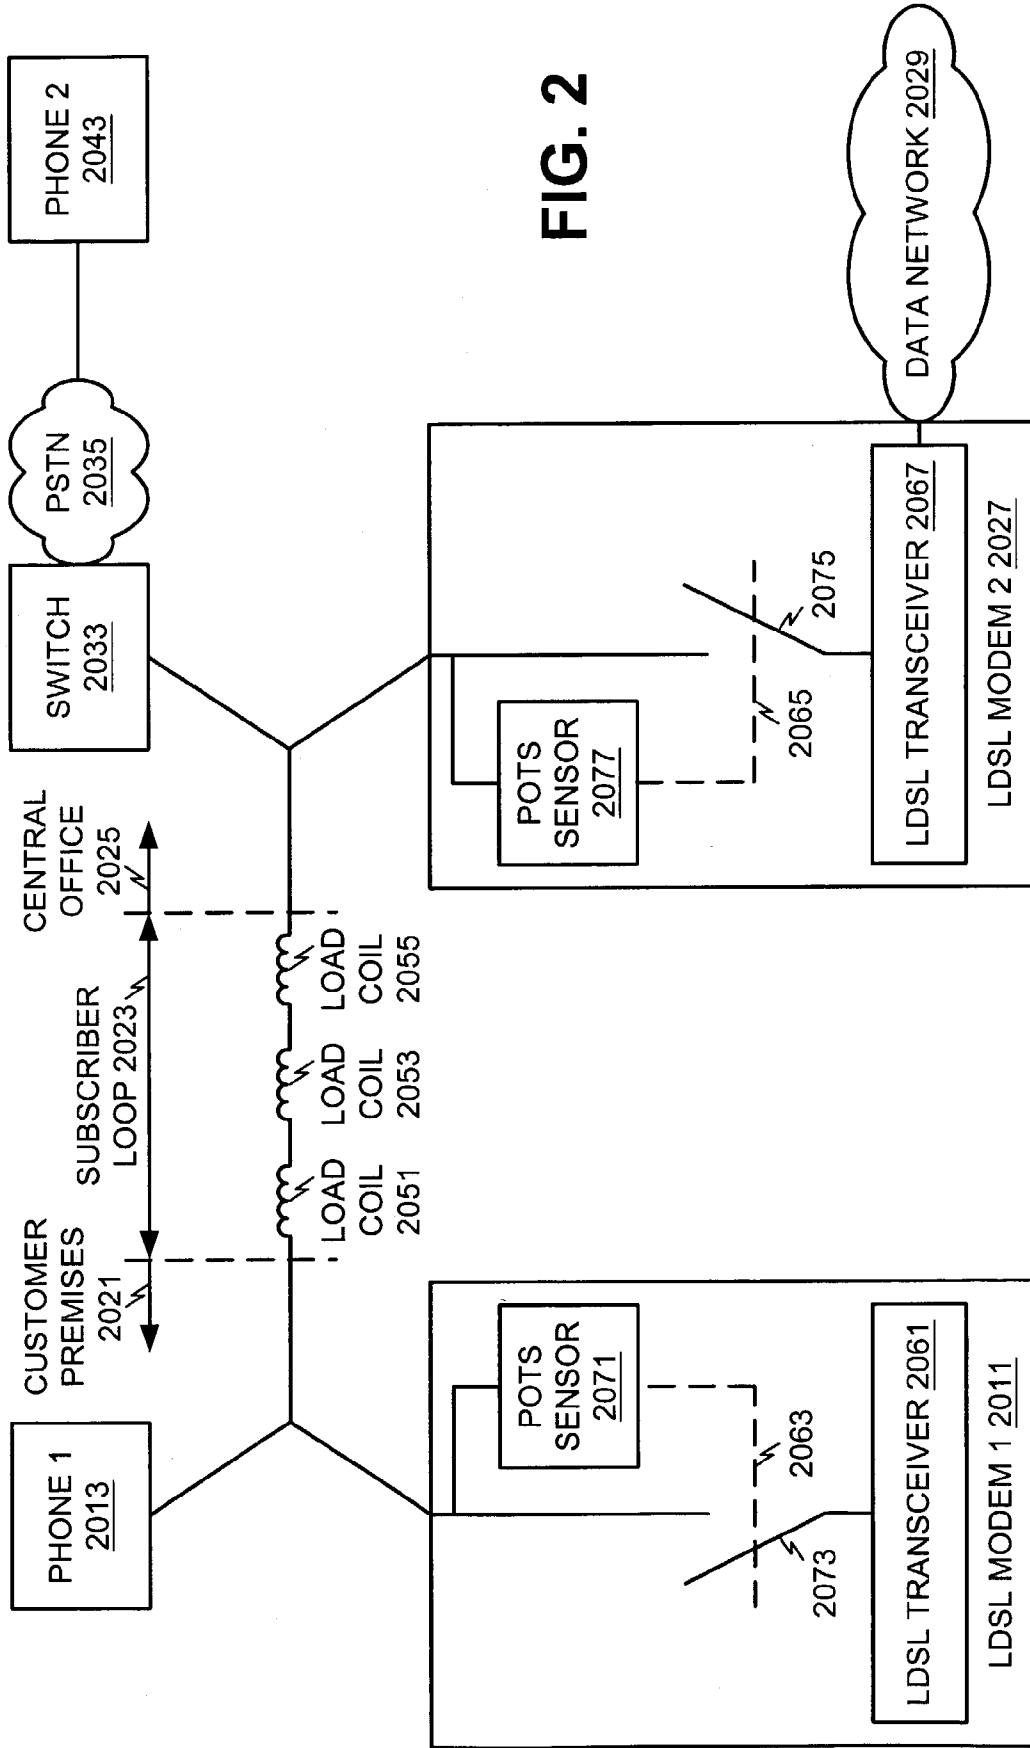 PHONE 1
2013
CUSTOMER
PREMISES
2021
SUBSCRIBER
LOOP 2023
CENTRAL
OFFICE
2025
SWITCH
2033
PSTN
2035
PHONE 2
2043
LOAD
COIL
2051
LOAD
COIL
2053
LOAD
COIL
2055
FIG. 2
POTS
SENSOR
2071
2063
2073
LDSL TRANSCEIVER 2061
LDSL MODEM 1 2011
POTS
SENSOR
2077
2065
2075
LDSL TRANSCEIVER 2067
LDSL MODEM 2 2027
DATA NETWORK 2029